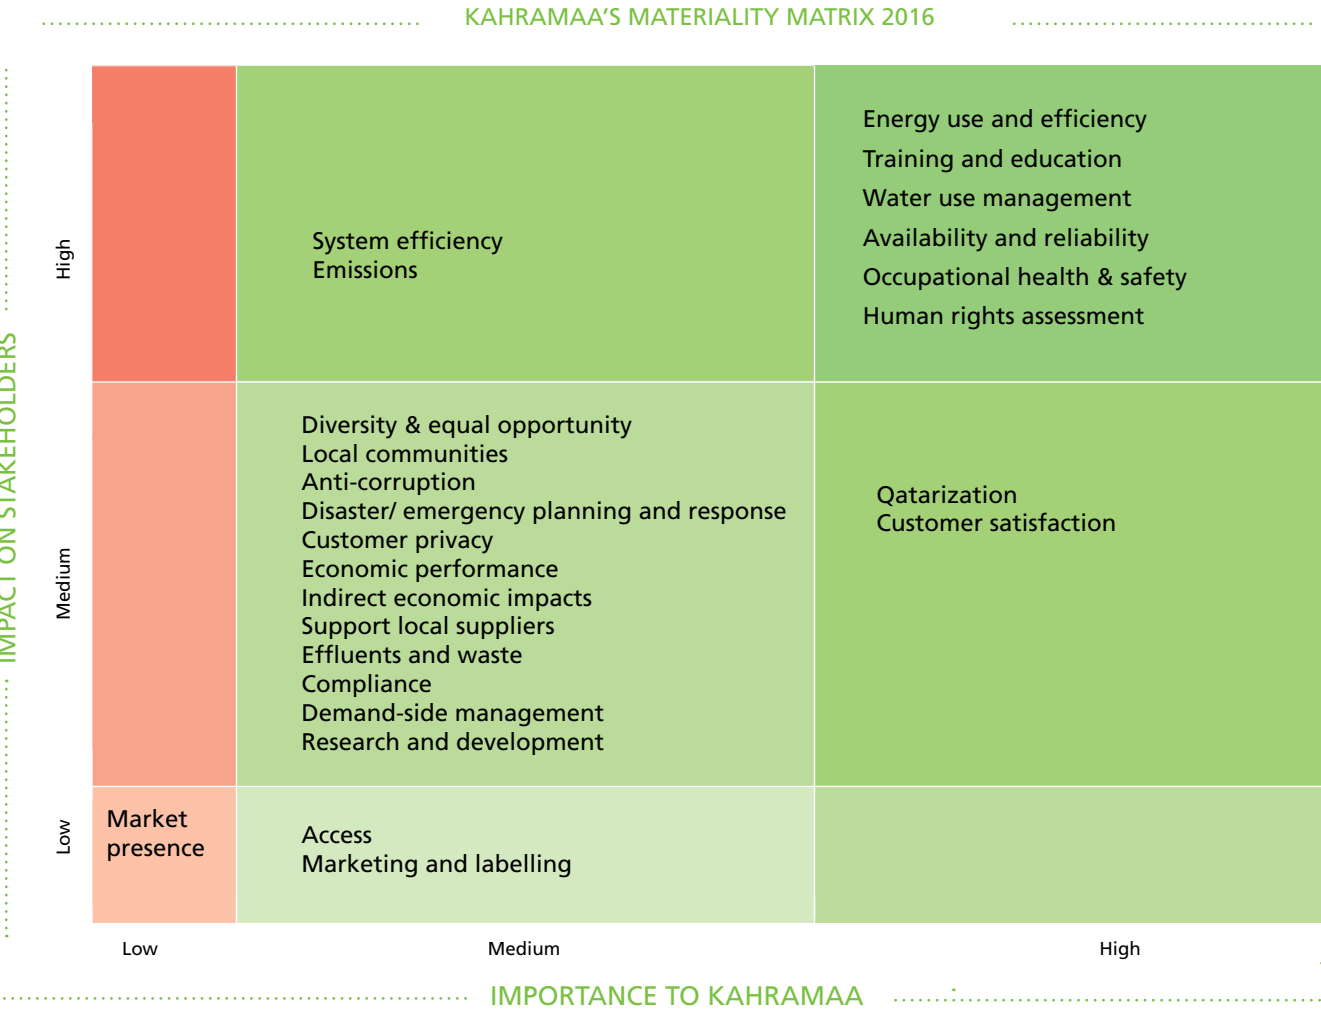 KAHRAMAA'S MATERIALITY MATRIX 2016
IMPACT ON STAKEHOLDERS
High
System efficiency
Emissions
Energy use and efficiency
Training and education
Water use management
Availability and reliability
Occupational health & safety
Human rights assessment
Medium
Diversity & equal opportunity
Local communities
Anti-corruption
Disaster/ emergency planning and response
Customer privacy
Economic performance
Indirect economic impacts
Support local suppliers
Effluents and waste
Compliance
Demand-side management
Research and development
Qatarization
Customer satisfaction
Low
Market
presence
Access
Marketing and labelling
Low
Medium
High
IMPORTANCE TO KAHRAMAA